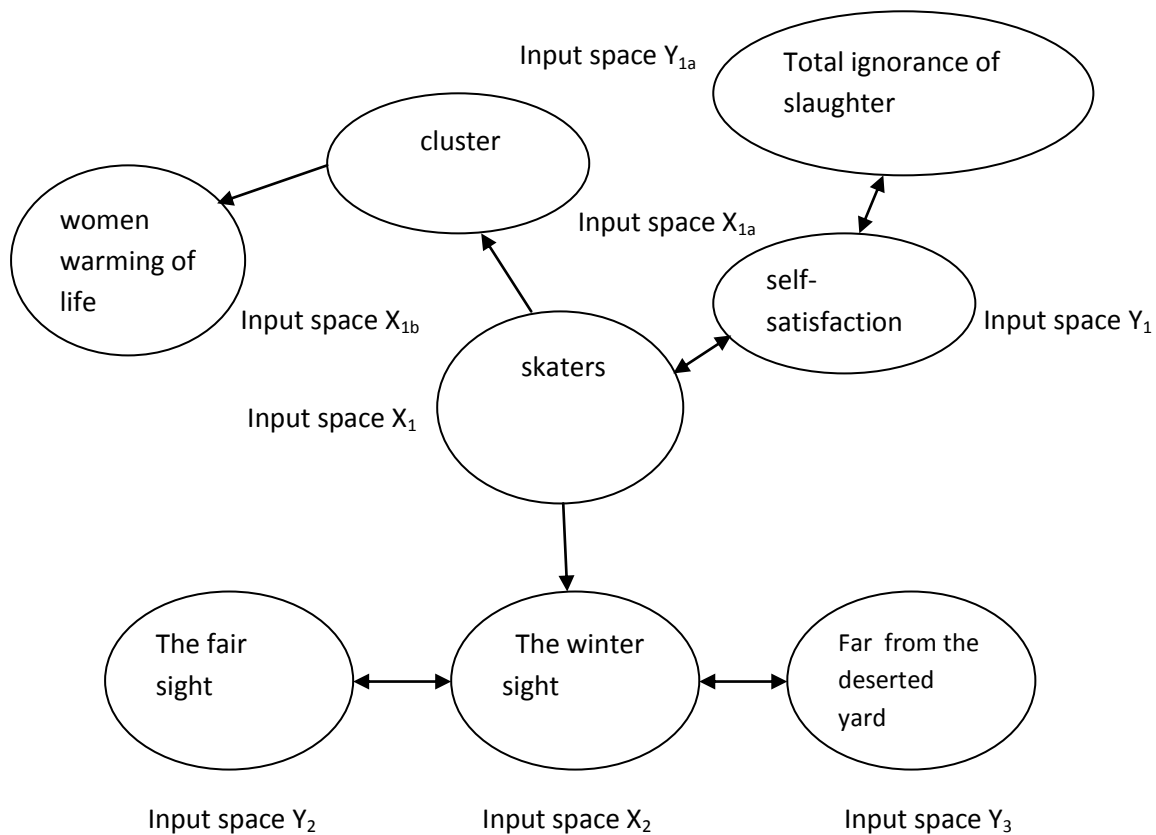 Input space Y1a
Total ignorance of
slaughter
cluster
women
warming of
life
Input space X1a
self-
satisfaction
Input space X1b
Input space Y1
skaters
Input space X1
The fair
sight
The winter
sight
Far from the
deserted
yard
Input space Y2
Input space X2
Input space Y3